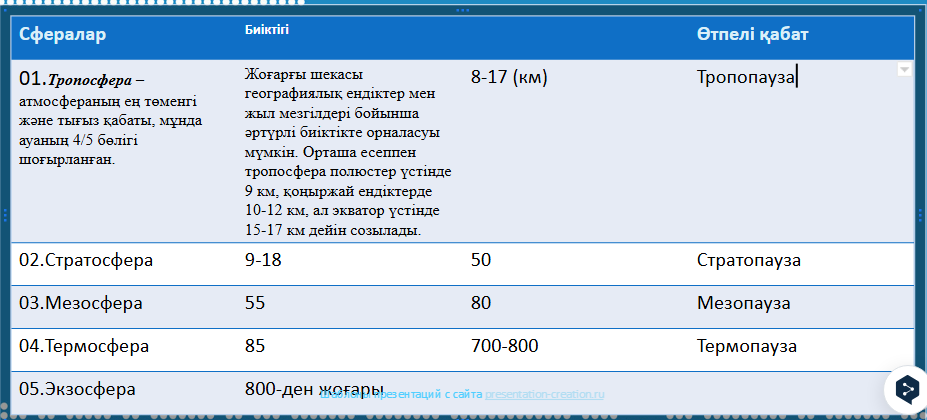 Сфералар
Биіктігі
Өтпелі қабат
01.Тропосфера –
атмосфераның ең төменгі
және тығыз қабаты, мұнда
ауаның 4/5 бөлігі
шоғырланған.
Жоғарғы шекасы
географиялық ендіктер мен
жыл мезгілдері бойынша
әртүрлі биіктікте орналасуы
мүмкін. Орташа есеппен
тропосфера полюстер үстінде
9 км, қоңыржай ендіктерде
10-12 км, ал экватор үстінде
15-17 км дейін созылады.
8-17 (км)
Тропопауза
02.Стратосфера 9-18 50 Стратопауза
03.Мезосфера 55 80 Мезопауза
04.Термосфера 85 700-800 Термопауза
05.Экзосфера 800-ден жоғары
Шаблоны презентаций с сайта presentation-creation.ru